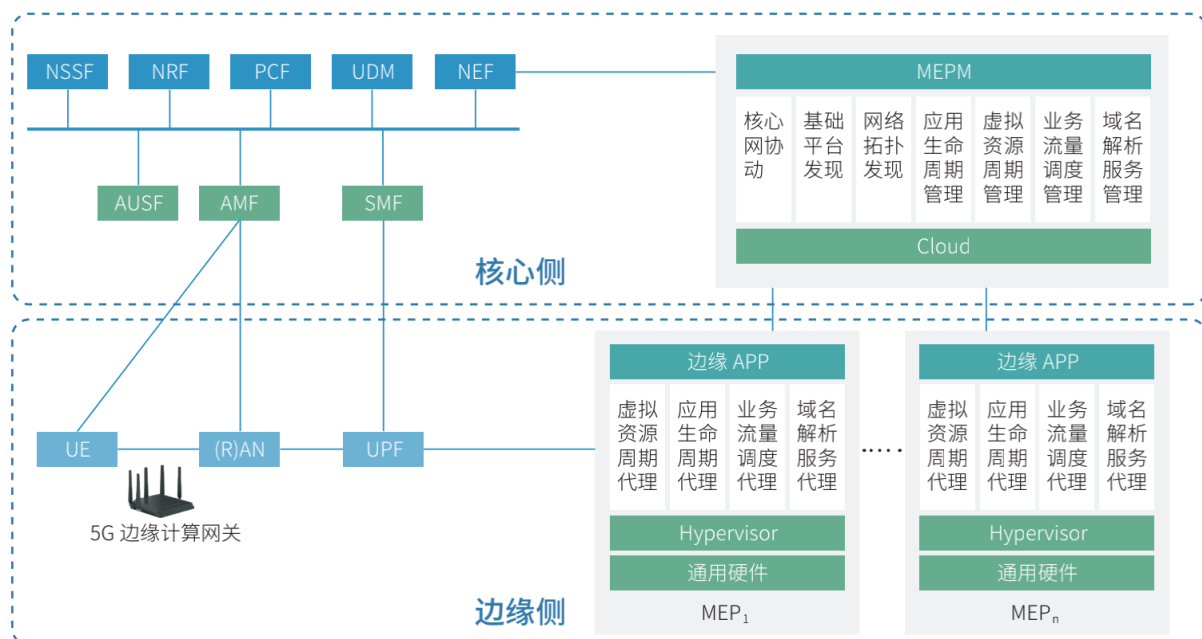 NSSF NRF PCF UDM NEF
AUSF AMF SMF
MEPM
核心
网协
动
基础
平台
发现
网络
拓扑
发现
应用
生命
周期
管理
虚拟
资源
周期
管理
业务
流量
调度
管理
域名
解析
服务
管理
Cloud
核心侧
UE (R)AN UPF
5G 边缘计算网关
边缘 APP
虚拟
资源
周期
代理
应用
生命
周期
代理
业务
流量
调度
代理
域名
解析
服务
代理
Hypervisor
通用硬件
MEP₁
.....
边缘 APP
虚拟
资源
周期
代理
应用
生命
周期
代理
业务
流量
调度
代理
域名
解析
服务
代理
Hypervisor
通用硬件
MEPₙ
边缘侧